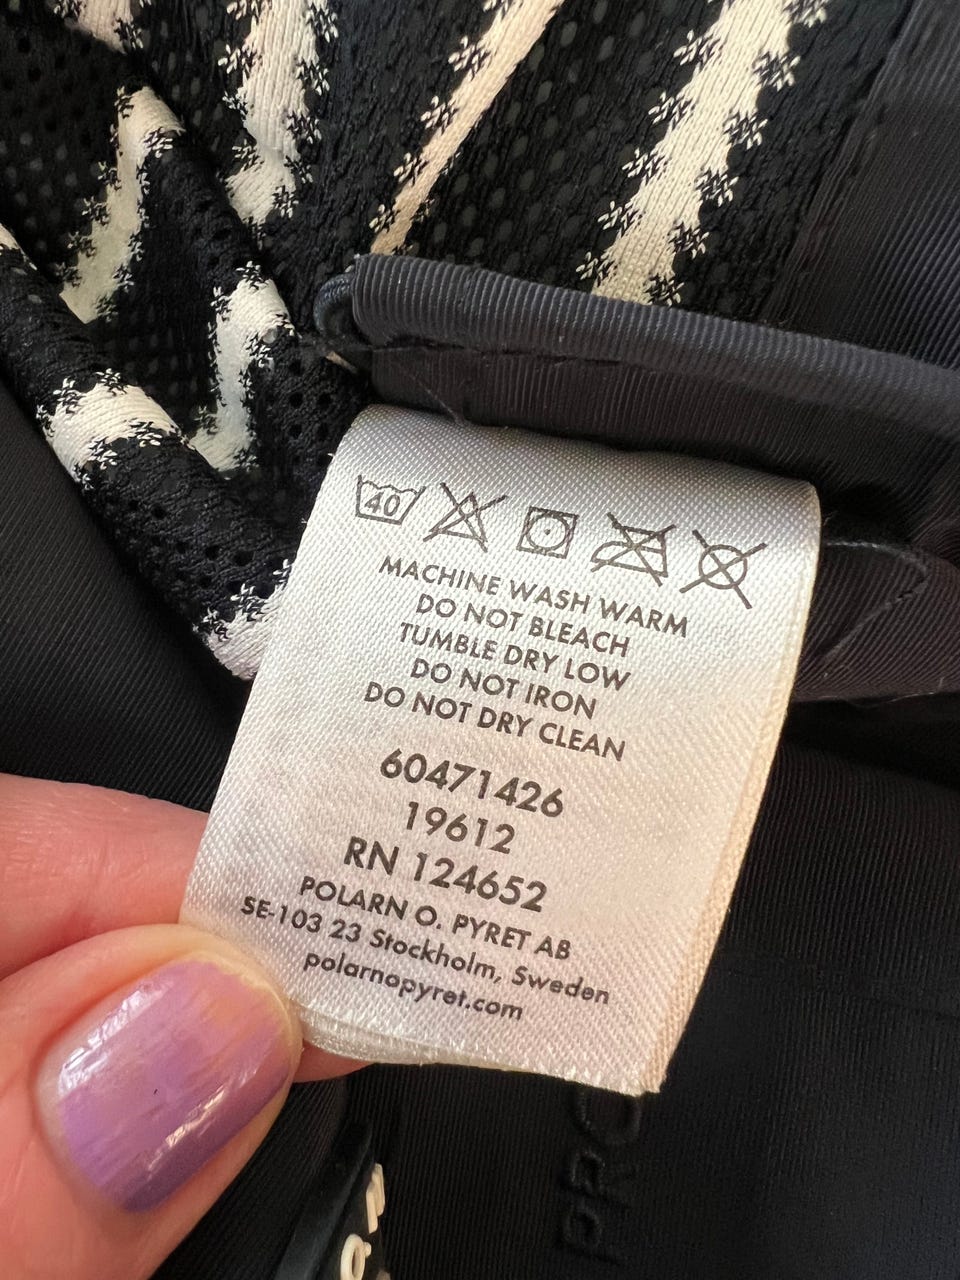 40
MACHINE WASH WARM
DO NOT BLEACH
TUMBLE DRY LOW
DO NOT IRON
DO NOT DRY CLEAN
60471426
19612
RN 124652
POLARN O. PYRET AB
SE-103 23 Stockholm, Sweden
polarnopyret.com
PRO